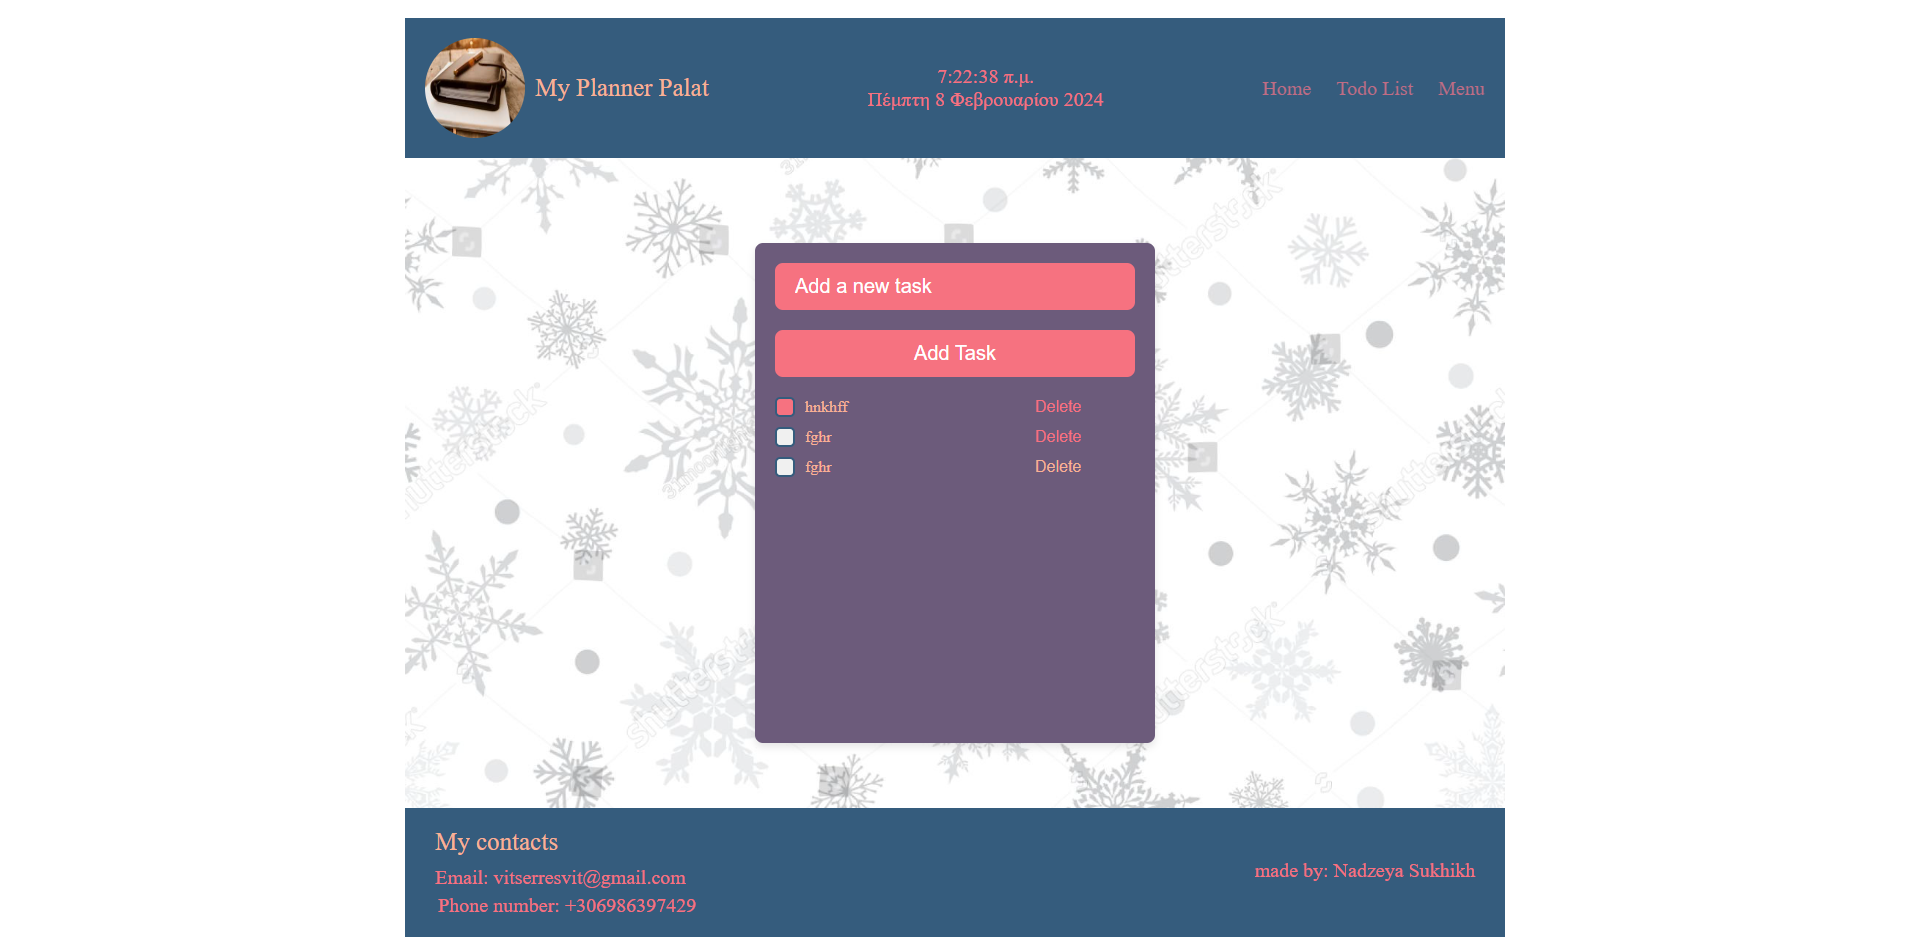 My Planner Palat
7:22:38 π.μ.
Πέμπτη 8 Φεβρουαρίου 2024
Home
Todo List
Menu
Add a new task
Add Task
hnkhff
Delete
fghr
Delete
fghr
Delete
My contacts
Email: vitserresvit@gmail.com
Phone number: +306986397429
made by: Nadzeya Sukhikh